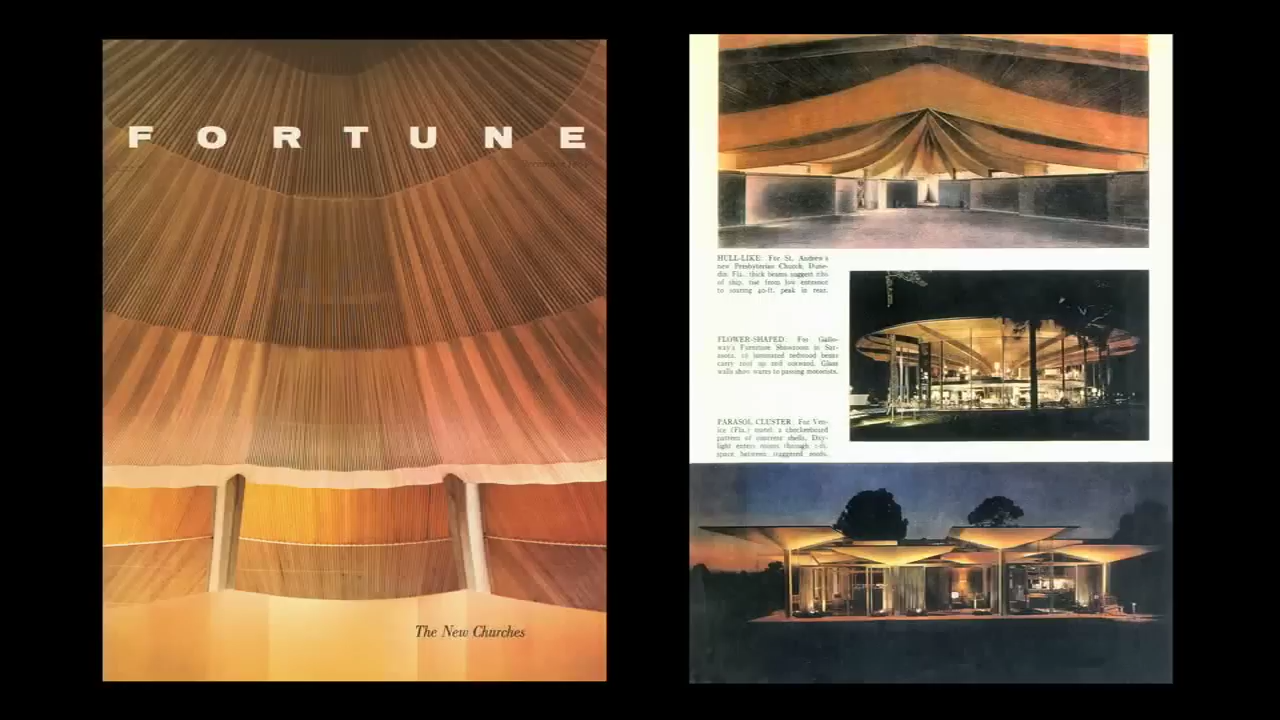 FORTUNE
The New Churches
HULL-LIKE: For St. Andrew's
new Presbyterian Church, Dune-
din, Fla., thick beams suggest ribs
of ship, rise from low entrance
to soaring 40-ft. peak in rear.
FLOWER-SHAPED: For Gallo-
way's Furniture Showroom in Sar-
asota, 16 laminated redwood beams
carry roof up and outward. Glass
walls show wares to passing motorists.
PARASOL CLUSTER: For Ven-
ice (Fla.) motel: a checkerboard
pattern of concrete shells. Day-
light enters rooms through
space between staggered roofs.